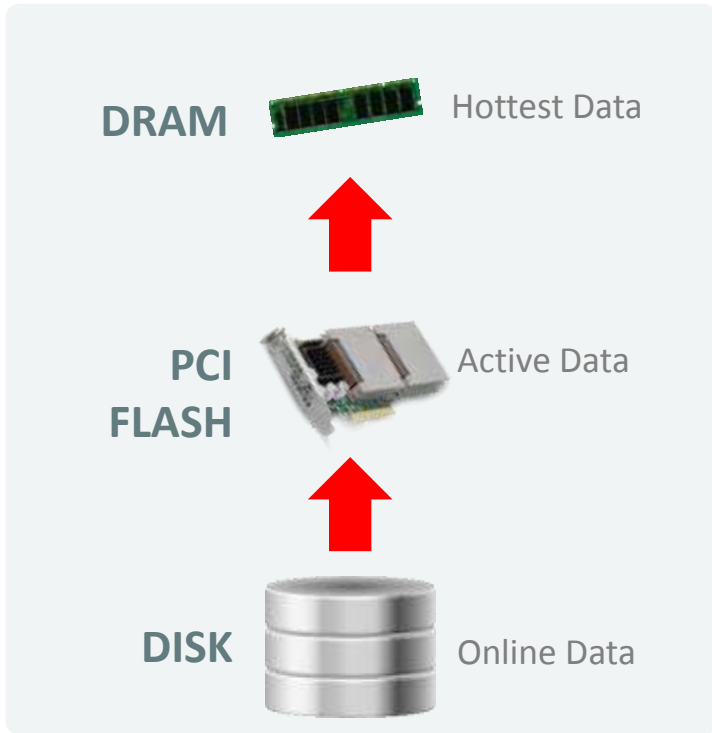 DRAM
Hottest Data
PCI
FLASH
Active Data
DISK
Online Data